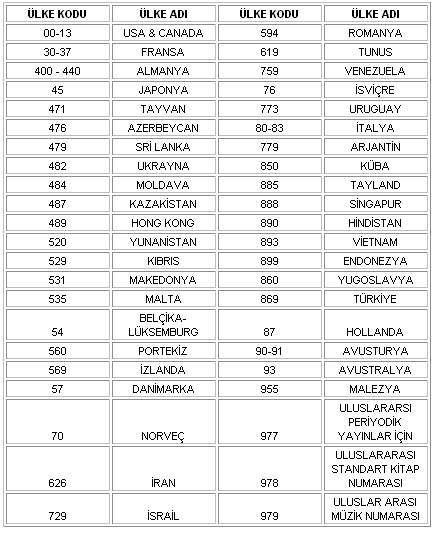 ÜLKE KODU ÜLKE ADI ÜLKE KODU ÜLKE ADI
00-13 USA & CANADA 594 ROMANYA
30-37 FRANSA 619 TUNUS
400 - 440 ALMANYA 759 VENEZUELA
45 JAPONYA 76 İSVİÇRE
471 TAYVAN 773 URUGUAY
476 AZERBEYCAN 80-83 İTALYA
479 SRİ LANKA 779 ARJANTİN
482 UKRAYNA 850 KÜBA
484 MOLDAVA 885 TAYLAND
487 KAZAKİSTAN 888 SİNGAPUR
489 HONG KONG 890 HİNDİSTAN
520 YUNANİSTAN 893 VİETNAM
529 KIBRIS 899 ENDONEZYA
531 MAKEDONYA 860 YUGOSLAVYA
535 MALTA 869 TÜRKİYE
BELÇİKA-
54 LÜKSEMBURG 87 HOLLANDA
560 PORTEKİZ 90-91 AVUSTURYA
569 İZLANDA 93 AVUSTRALYA
57 DANİMARKA 955 MALEZYA
ULUSLARARSI
PERİYODİK
70 NORVEÇ 977 YAYINLAR İÇİN
ULUSLARARASI
STANDART KİTAP
626 İRAN 978 NUMARASI
ULUSLAR ARASI
729 İSRAİL 979 MÜZİK NUMARASI